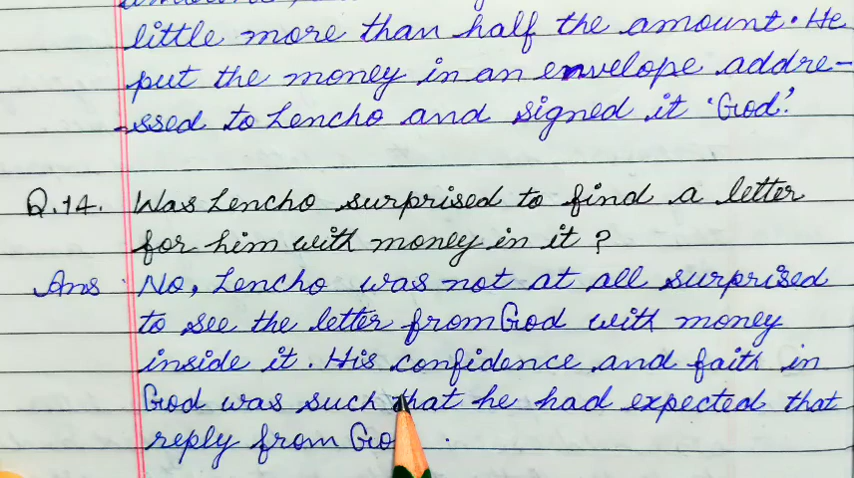 little more than half the amount. He
put the money in an envelope addre-
ssed to Lencho and signed it 'God'.
Q.14. Was Lencho surprised to find a letter
for him with money in it ?
Ans No, Lencho was not at all surprised
to see the letter from God with money
inside it. His confidence and faith in
God was such that he had expected that
reply from Go